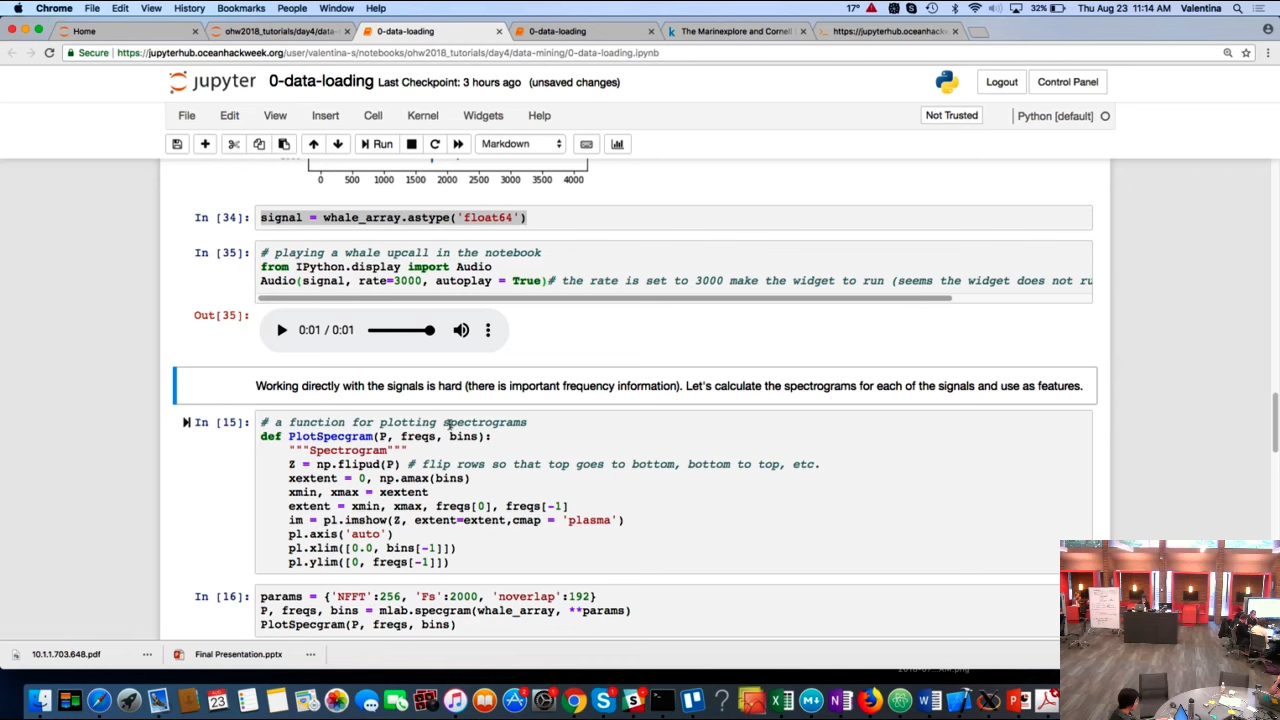 Chrome File Edit View History Bookmarks People Window Help 17° 32% Thu Aug 23 11:14 AM Valentina
Home ohw2018_tutorials/day4/data- 0-data-loading 0-data-loading The Marinexplore and Cornell https://jupyterhub.oceanhackwe
Secure https://jupyterhub.oceanhackweek.org/user/valentina-s/notebooks/ohw2018_tutorials/day4/data-mining/0-data-loading.ipynb
jupyter 0-data-loading Last Checkpoint: 3 hours ago (unsaved changes) Logout Control Panel
File Edit View Insert Cell Kernel Widgets Help Not Trusted Python [default]
Run Markdown
0 500 1000 1500 2000 2500 3000 3500 4000
In [34]: signal = whale_array.astype('float64')
In [35]: # playing a whale upcall in the notebook
from IPython.display import Audio
Audio(signal, rate=3000, autoplay = True)# the rate is set to 3000 make the widget to run (seems the widget does not ru
Out[35]:
0:01 / 0:01
Working directly with the signals is hard (there is important frequency information). Let's calculate the spectrograms for each of the signals and use as features.
In [15]: # a function for plotting spectrograms
def PlotSpecgram(P, freqs, bins):
"""Spectrogram"""
Z = np.flipud(P) # flip rows so that top goes to bottom, bottom to top, etc.
xextent = 0, np.amax(bins)
xmin, xmax = xextent
extent = xmin, xmax, freqs[0], freqs[-1]
im = pl.imshow(Z, extent=extent,cmap = 'plasma')
pl.axis('auto')
pl.xlim([0.0, bins[-1]])
pl.ylim([0, freqs[-1]])
In [16]: params = {'NFFT':256, 'Fs':2000, 'noverlap':192}
P, freqs, bins = mlab.specgram(whale_array, **params)
PlotSpecgram(P, freqs, bins)
10.1.1.703.648.pdf Final Presentation.pptx